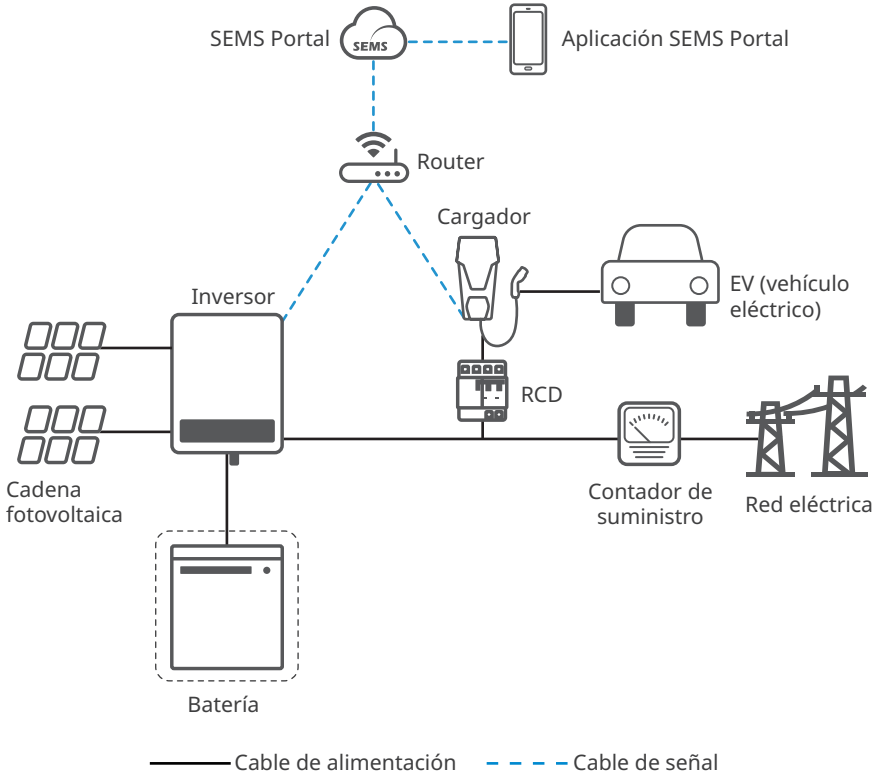 SEMS Portal
SEMS
Aplicación SEMS Portal
Router
Cargador
Inversor
EV (vehículo
eléctrico)
RCD
Cadena
fotovoltaica
Contador de
suministro
Red eléctrica
Batería
Cable de alimentación
Cable de señal